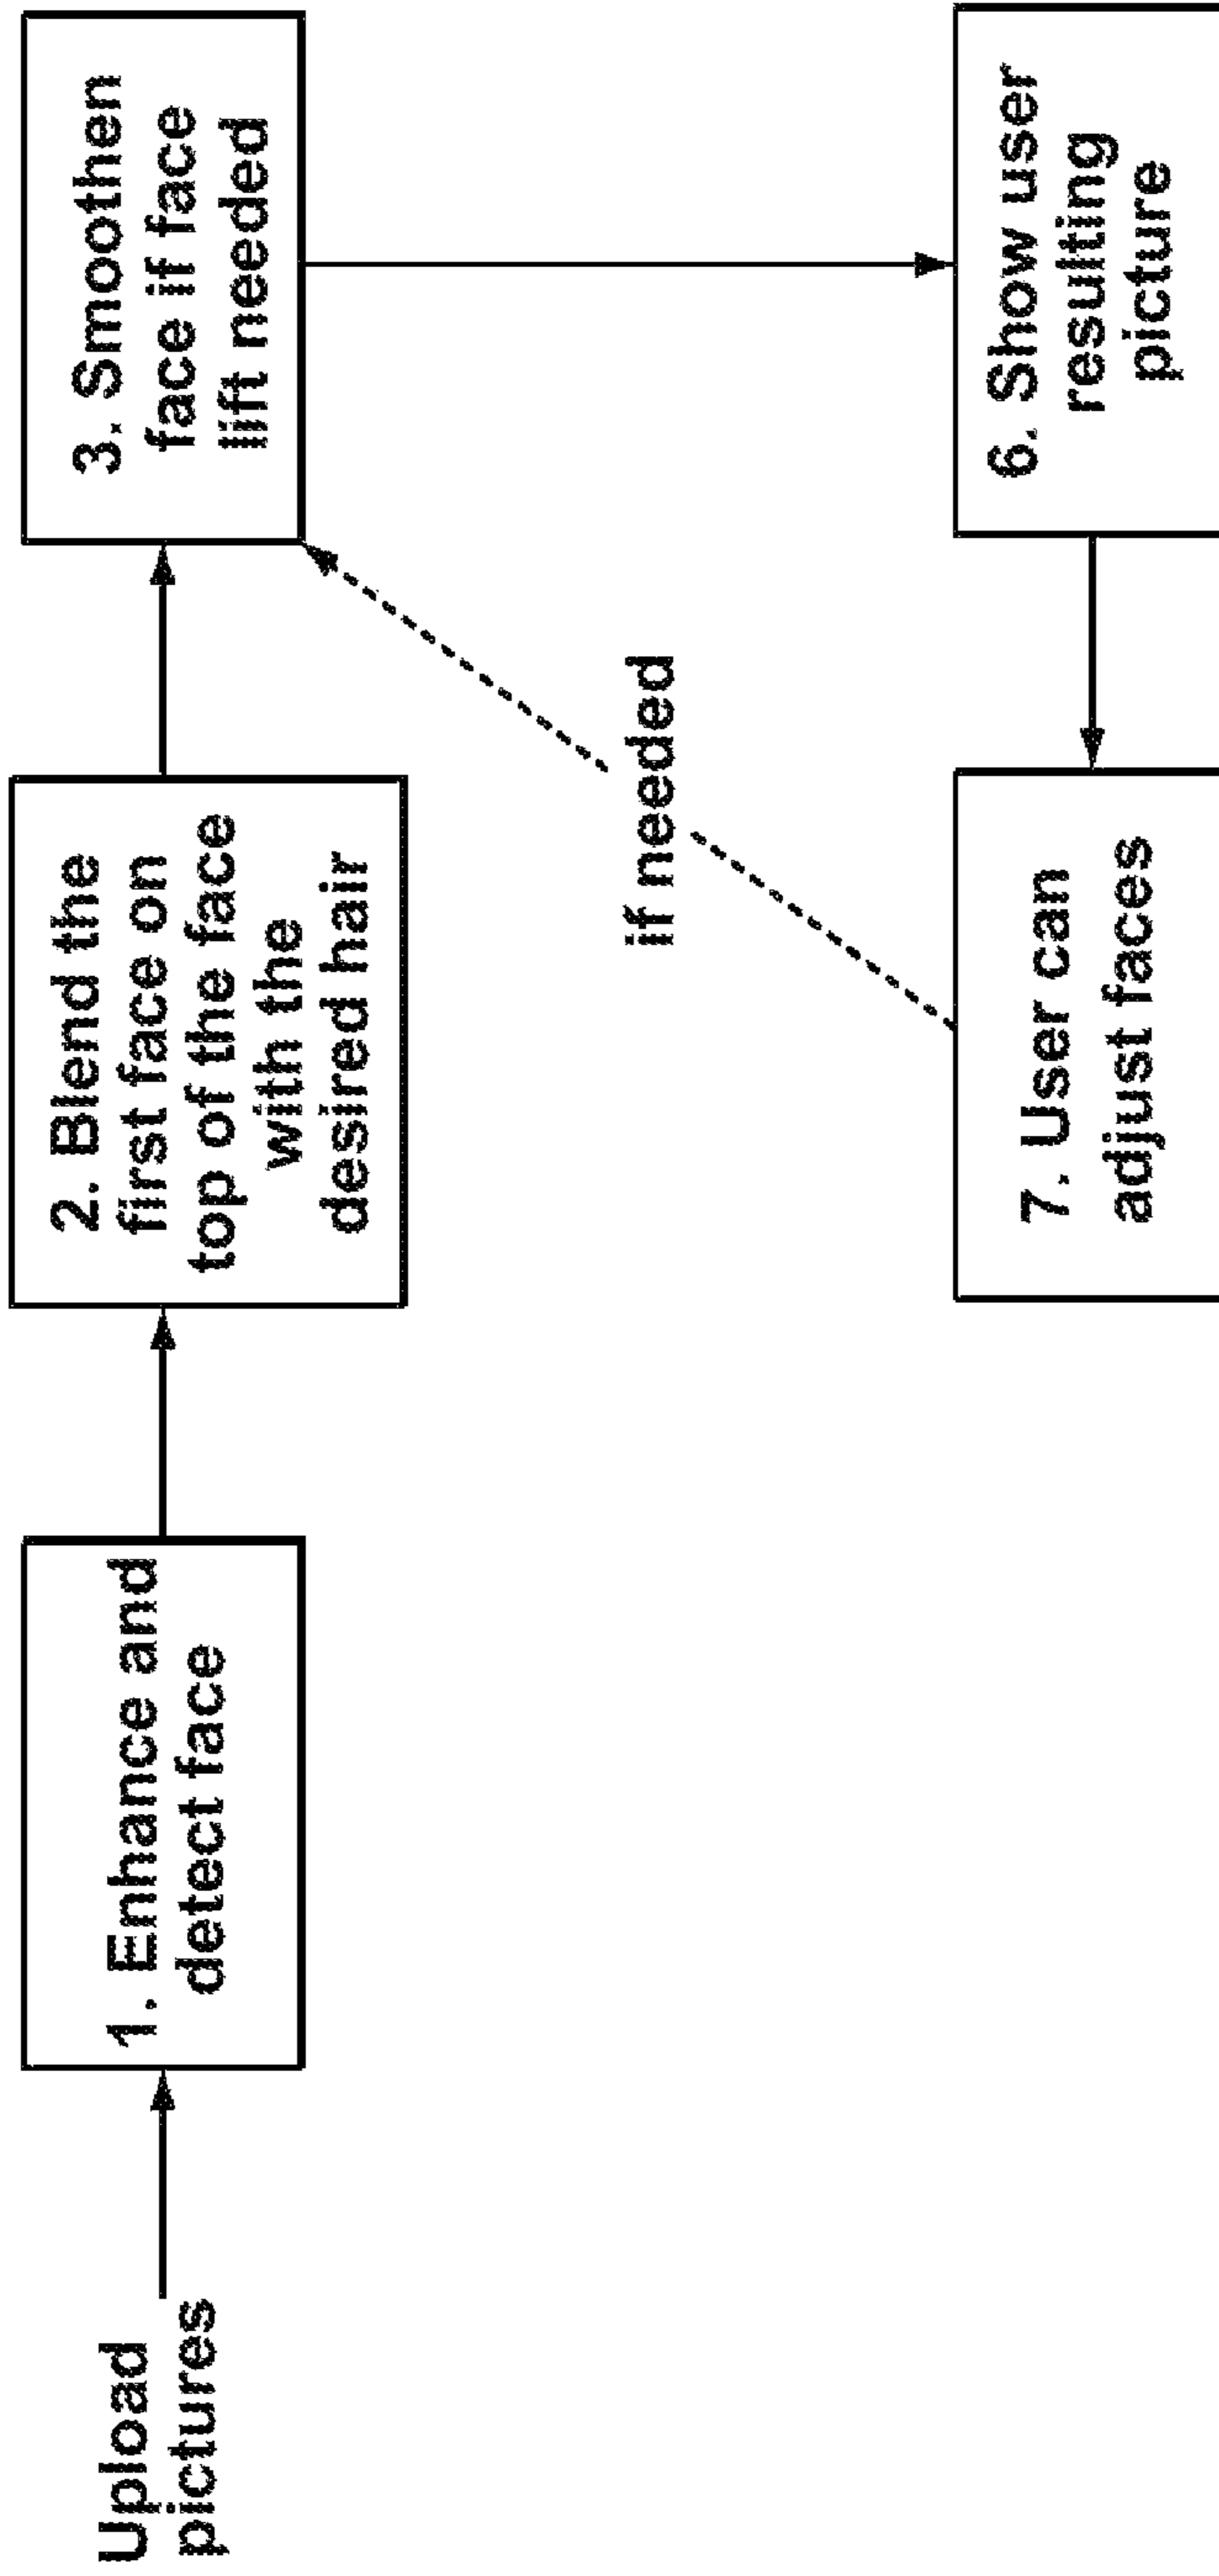 Upload
pictures
1. Enhance and
detect face
2. Blend the
first face on
top of the face
with the
desired hair
3. Smoothen
face if face
lift needed
if needed
6. Show user
resulting
picture
7. User can
adjust faces